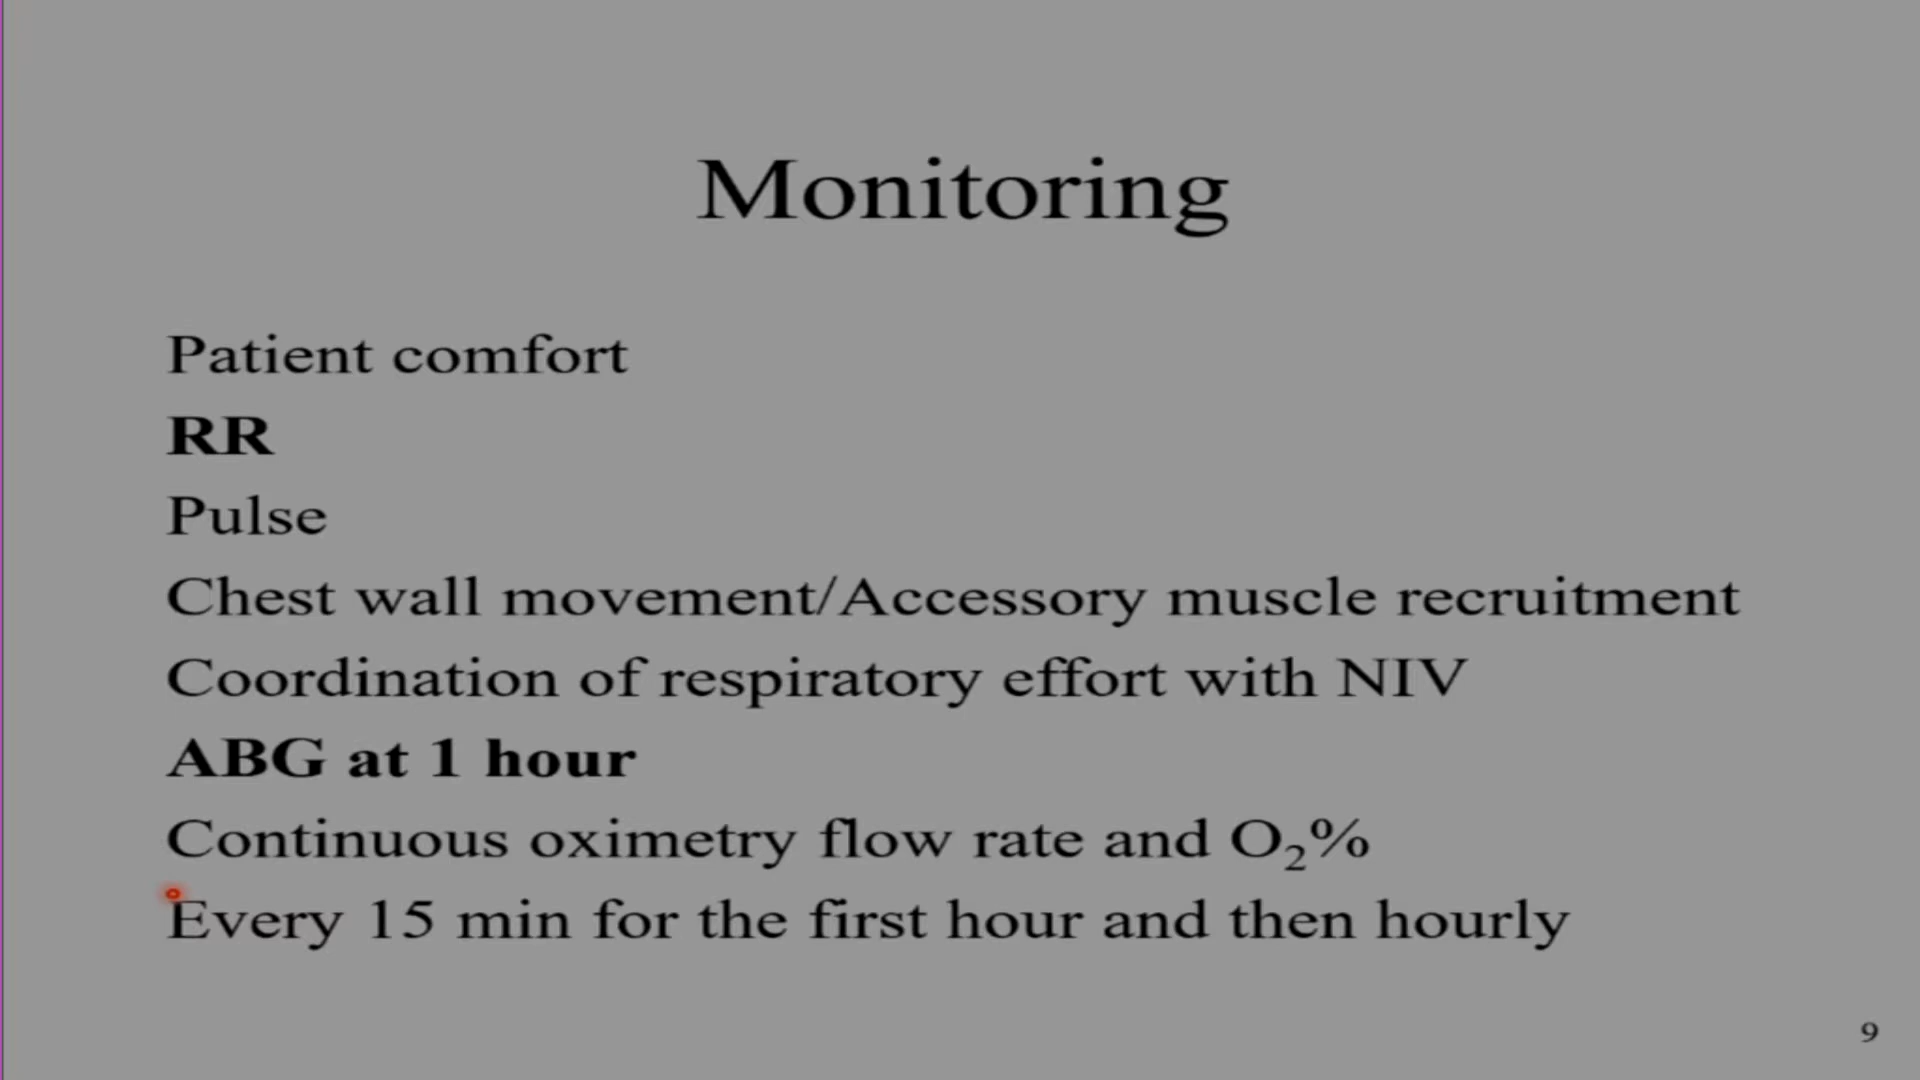 Monitoring
Patient comfort
RR
Pulse
Chest wall movement/Accessory muscle recruitment
Coordination of respiratory effort with NIV
ABG at 1 hour
Continuous oximetry flow rate and O₂%
Every 15 min for the first hour and then hourly
9